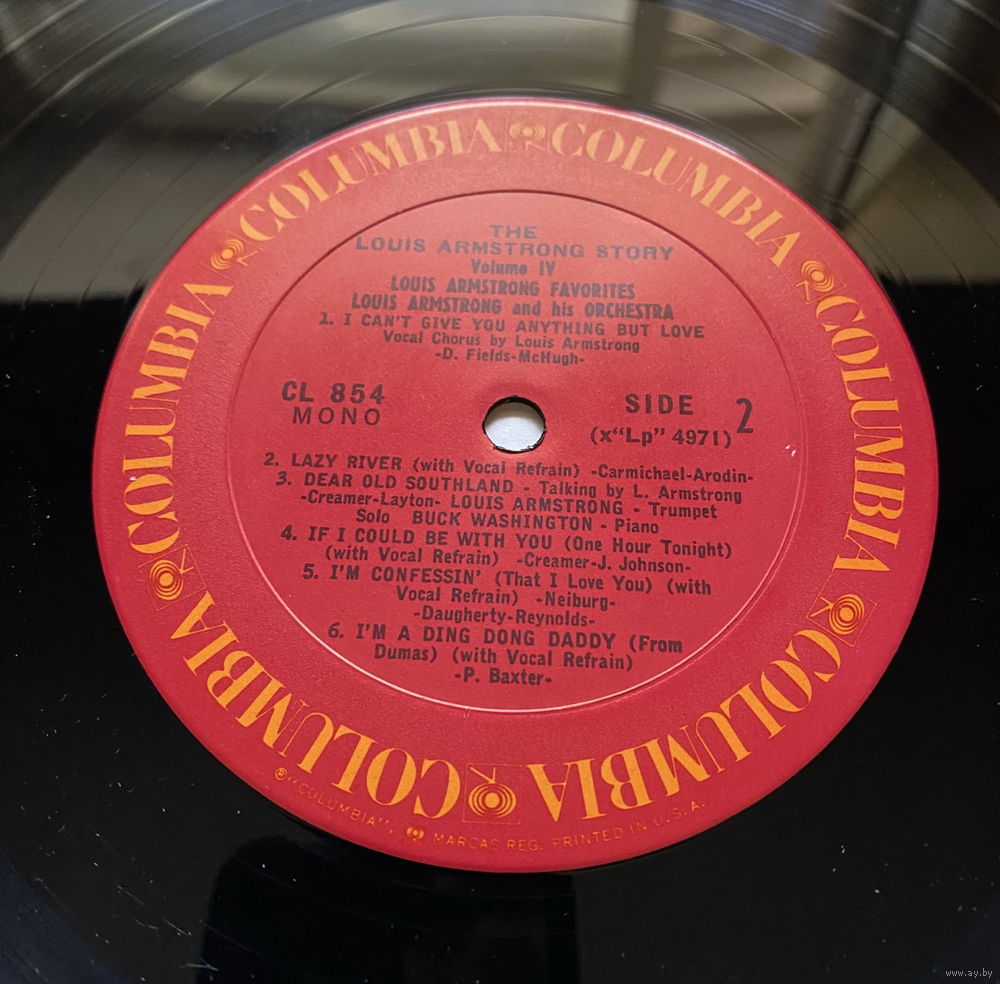 COLUMBIA COLUMBIA COLUMBIA COLUMBIA COLUMBIA COLUMBIA
THE
LOUIS ARMSTRONG STORY
Volume IV
LOUIS ARMSTRONG FAVORITES
LOUIS ARMSTRONG and his ORCHESTRA
1. I CAN'T GIVE YOU ANYTHING BUT LOVE
Vocal Chorus by Louis Armstrong
-D. Fields-McHugh-
CL 854
MONO
SIDE 2
(x“Lp” 4971)
2. LAZY RIVER (with Vocal Refrain) -Carmichael-Arodin-
3. DEAR OLD SOUTHLAND - Talking by L. Armstrong
-Creamer-Layton- LOUIS ARMSTRONG - Trumpet
Solo BUCK WASHINGTON - Piano
4. IF I COULD BE WITH YOU (One Hour Tonight)
(with Vocal Refrain) -Creamer-J. Johnson-
5. I'M CONFESSIN' (That I Love You) (with
Vocal Refrain) -Neiburg-
-Daugherty-Reynolds-
6. I'M A DING DONG DADDY (From
Dumas) (with Vocal Refrain)
-P. Baxter-
COLUMBIA COLUMBIA
® "COLUMBIA", MARCAS REG. PRINTED IN U.S.A.
www.ay.by